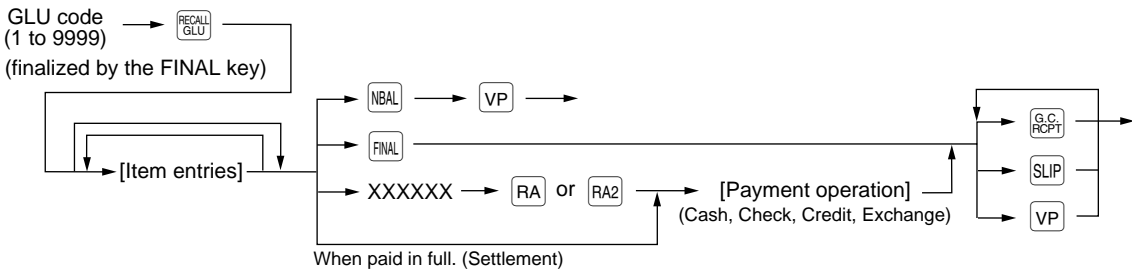 GLU code
(1 to 9999)
RECALL
GLU
(finalized by the FINAL key)
[Item entries]
NBAL
VP
FINAL
XXXXXX
RA or RA2
[Payment operation]
(Cash, Check, Credit, Exchange)
When paid in full. (Settlement)
G.C.
RCPT
SLIP
VP